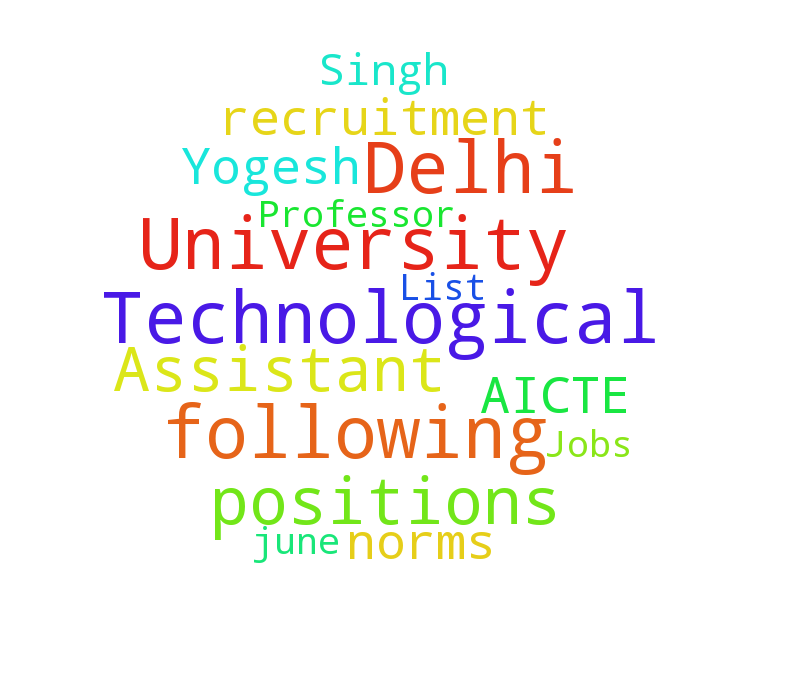 Singh
recruitment
Yogesh Delhi
Professor
University
List
Technological
Assistant
AICTE
following
Jobs
positions
june norms